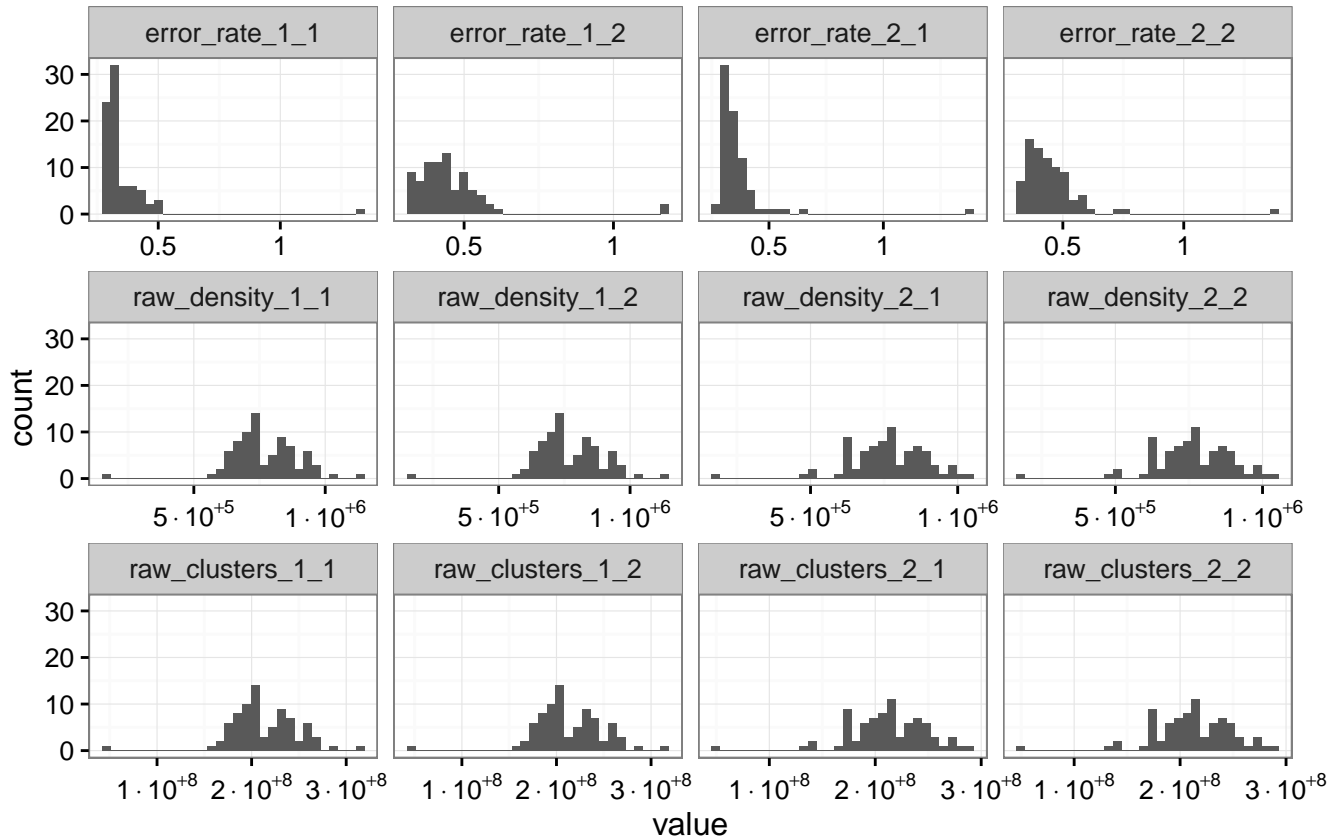 error_rate_1_1 error_rate_1_2 error_rate_2_1 error_rate_2_2
30
20
10
0
0.5 1 0.5 1 0.5 1 0.5 1
raw_density_1_1 raw_density_1_2 raw_density_2_1 raw_density_2_2
30
20
10
0
5 · 10⁺⁵ 1 · 10⁺⁶ 5 · 10⁺⁵ 1 · 10⁺⁶ 5 · 10⁺⁵ 1 · 10⁺⁶ 5 · 10⁺⁵ 1 · 10⁺⁶
count
raw_clusters_1_1 raw_clusters_1_2 raw_clusters_2_1 raw_clusters_2_2
30
20
10
0
1 · 10⁺⁸ 2 · 10⁺⁸ 3 · 10⁺⁸ 1 · 10⁺⁸ 2 · 10⁺⁸ 3 · 10⁺⁸ 1 · 10⁺⁸ 2 · 10⁺⁸ 3 · 10⁺⁸ 1 · 10⁺⁸ 2 · 10⁺⁸ 3 · 10⁺⁸
value